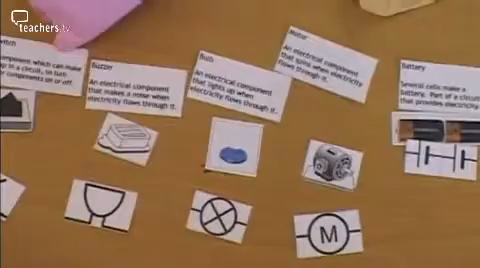 teachers.tv
witch
omponent which can make
up in a circuit, to turn
r components on or off.
Buzzer
An electrical component
that makes a noise when
electricity flows through it.
Bulb
An electrical component
that lights up when
electricity flows through it.
Motor
An electrical component
that spins when electricity
flows through it.
Battery
Several cells make a
battery. Part of a circuit
that provides electricity
M